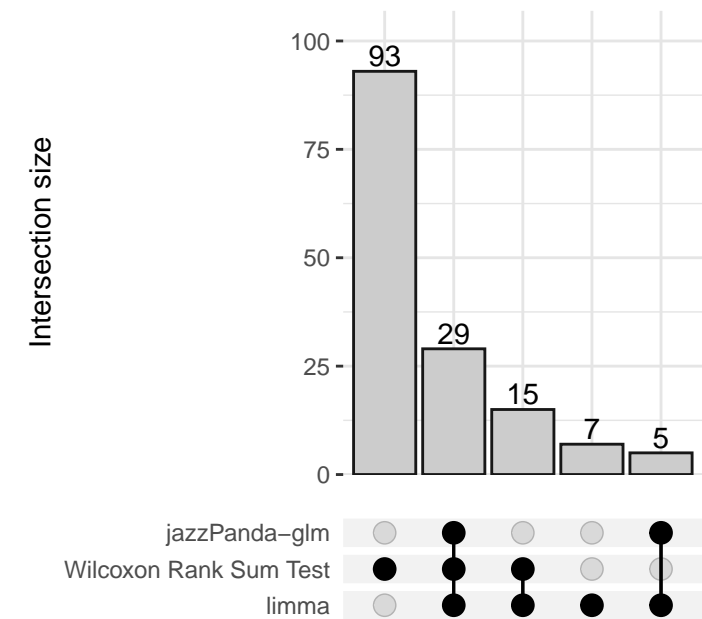 Intersection size
100
93
75
50
29
25
15
7
5
0
jazzPanda−glm
Wilcoxon Rank Sum Test
limma